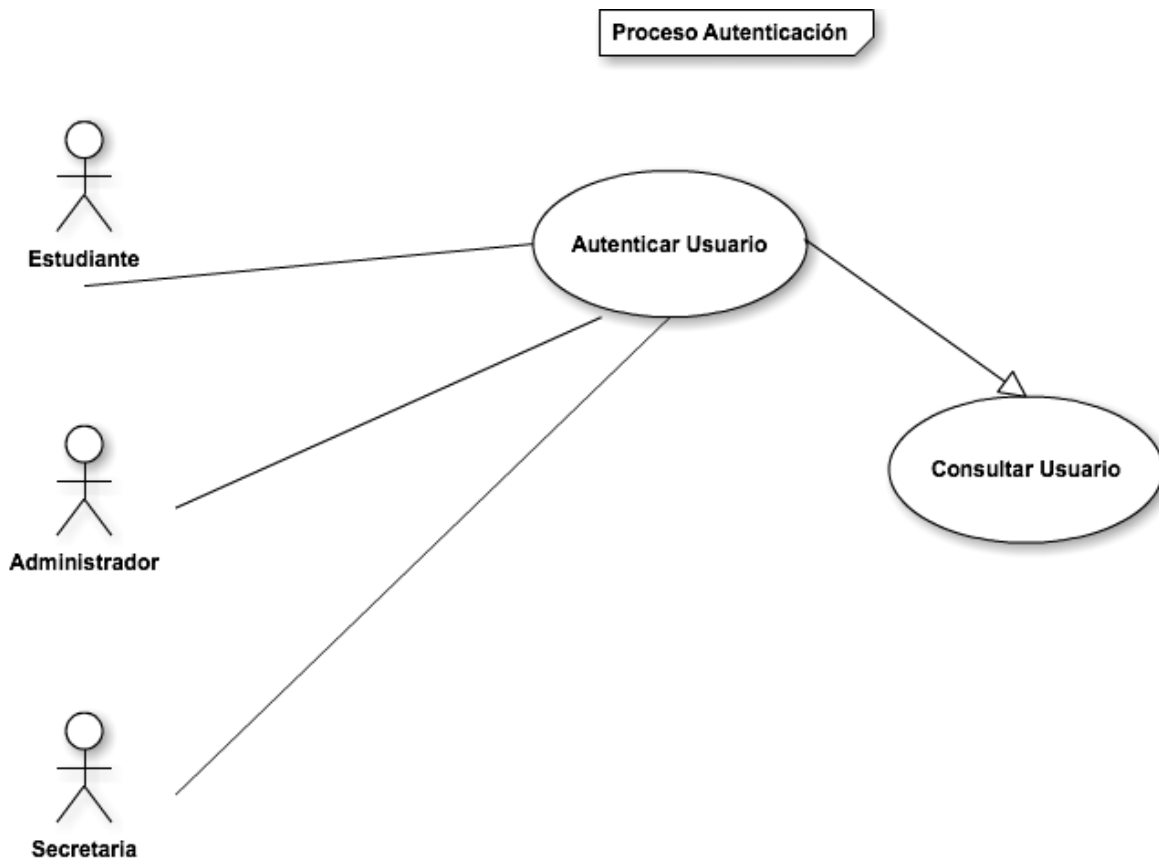 Proceso Autenticación
Estudiante
Autenticar Usuario
Consultar Usuario
Administrador
Secretaria